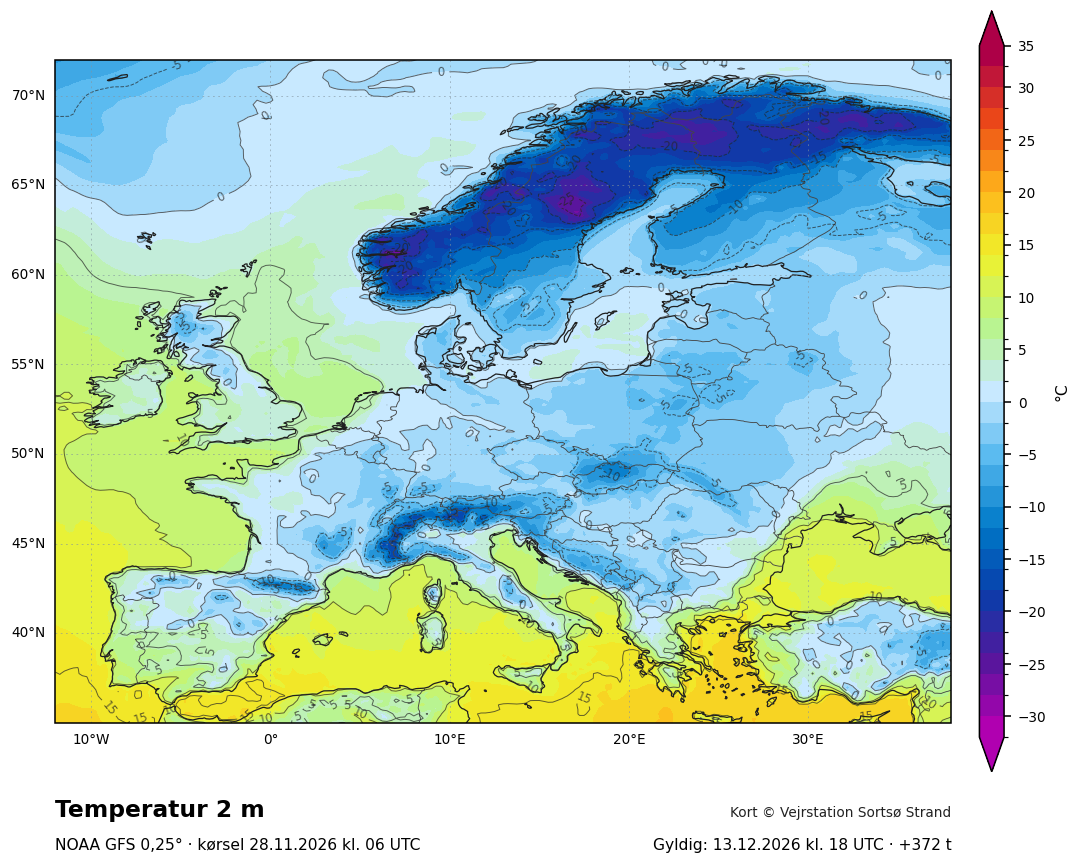 70°N
65°N
60°N
55°N
50°N
45°N
40°N
10°W 0° 10°E 20°E 30°E
35
30
25
20
15
10
5
0
−5
−10
−15
−20
−25
−30
°C
Temperatur 2 m
Kort © Vejrstation Sortsø Strand
NOAA GFS 0,25° · kørsel 28.11.2026 kl. 06 UTC
Gyldig: 13.12.2026 kl. 18 UTC · +372 t